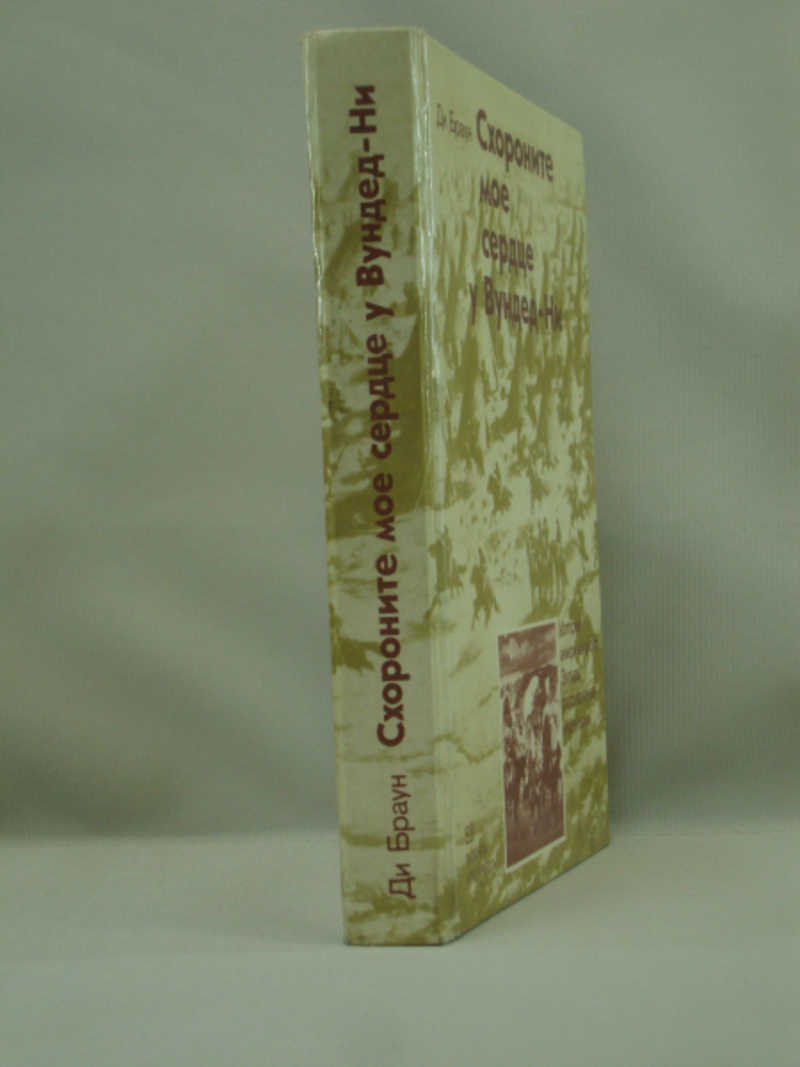 Ди Браун Схороните мое сердце у Вундед-Ни
Ди Браун
Схороните
мое
сердце
у Вундед-Ни